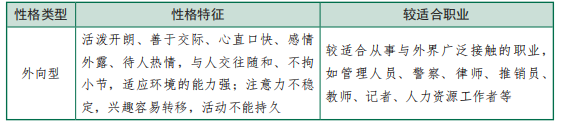 性格类型 性格特征 较适合职业
外向型
活泼开朗、善于交际、心直口快、感情
外露、待人热情，与人交往随和、不拘
小节，适应环境的能力强；注意力不稳
定，兴趣容易转移，活动不能持久
较适合从事与外界广泛接触的职业，
如管理人员、警察、律师、推销员、
教师、记者、人力资源工作者等